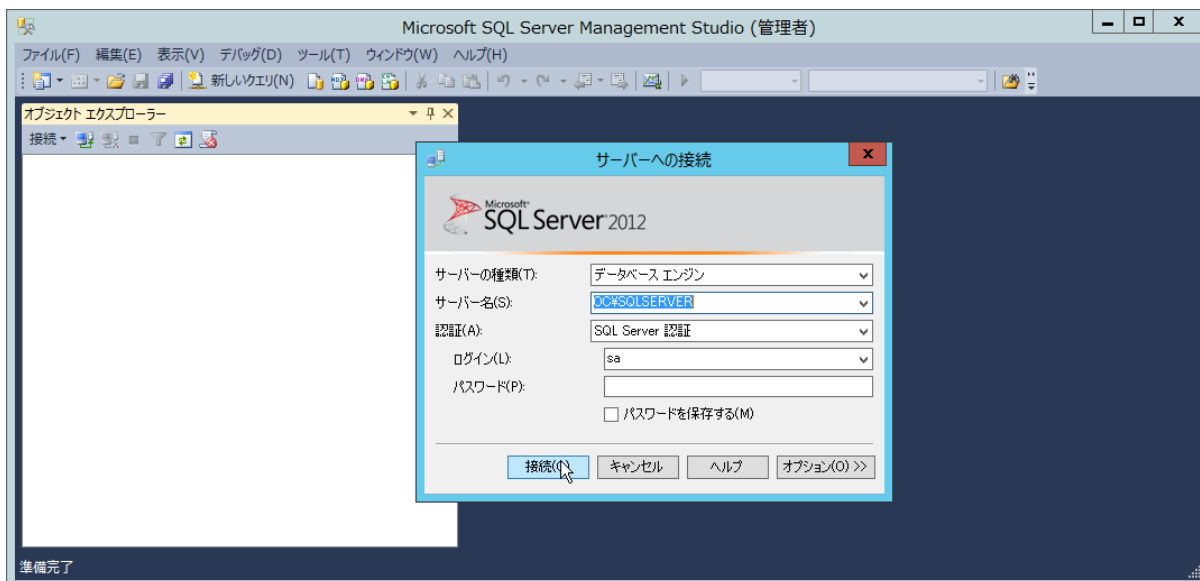 Microsoft SQL Server Management Studio (管理者)
ファイル(F) 編集(E) 表示(V) デバッグ(D) ツール(T) ウィンドウ(W) ヘルプ(H)
新しいクエリ(N)
オブジェクト エクスプローラー
接続
サーバーへの接続
Microsoft
SQL Server 2012
サーバーの種類(T):
データベース エンジン
サーバー名(S):
OC¥SQLSERVER
認証(A):
SQL Server 認証
ログイン(L):
sa
パスワード(P):
パスワードを保存する(M)
接続(C) キャンセル ヘルプ オプション(O) >>
準備完了